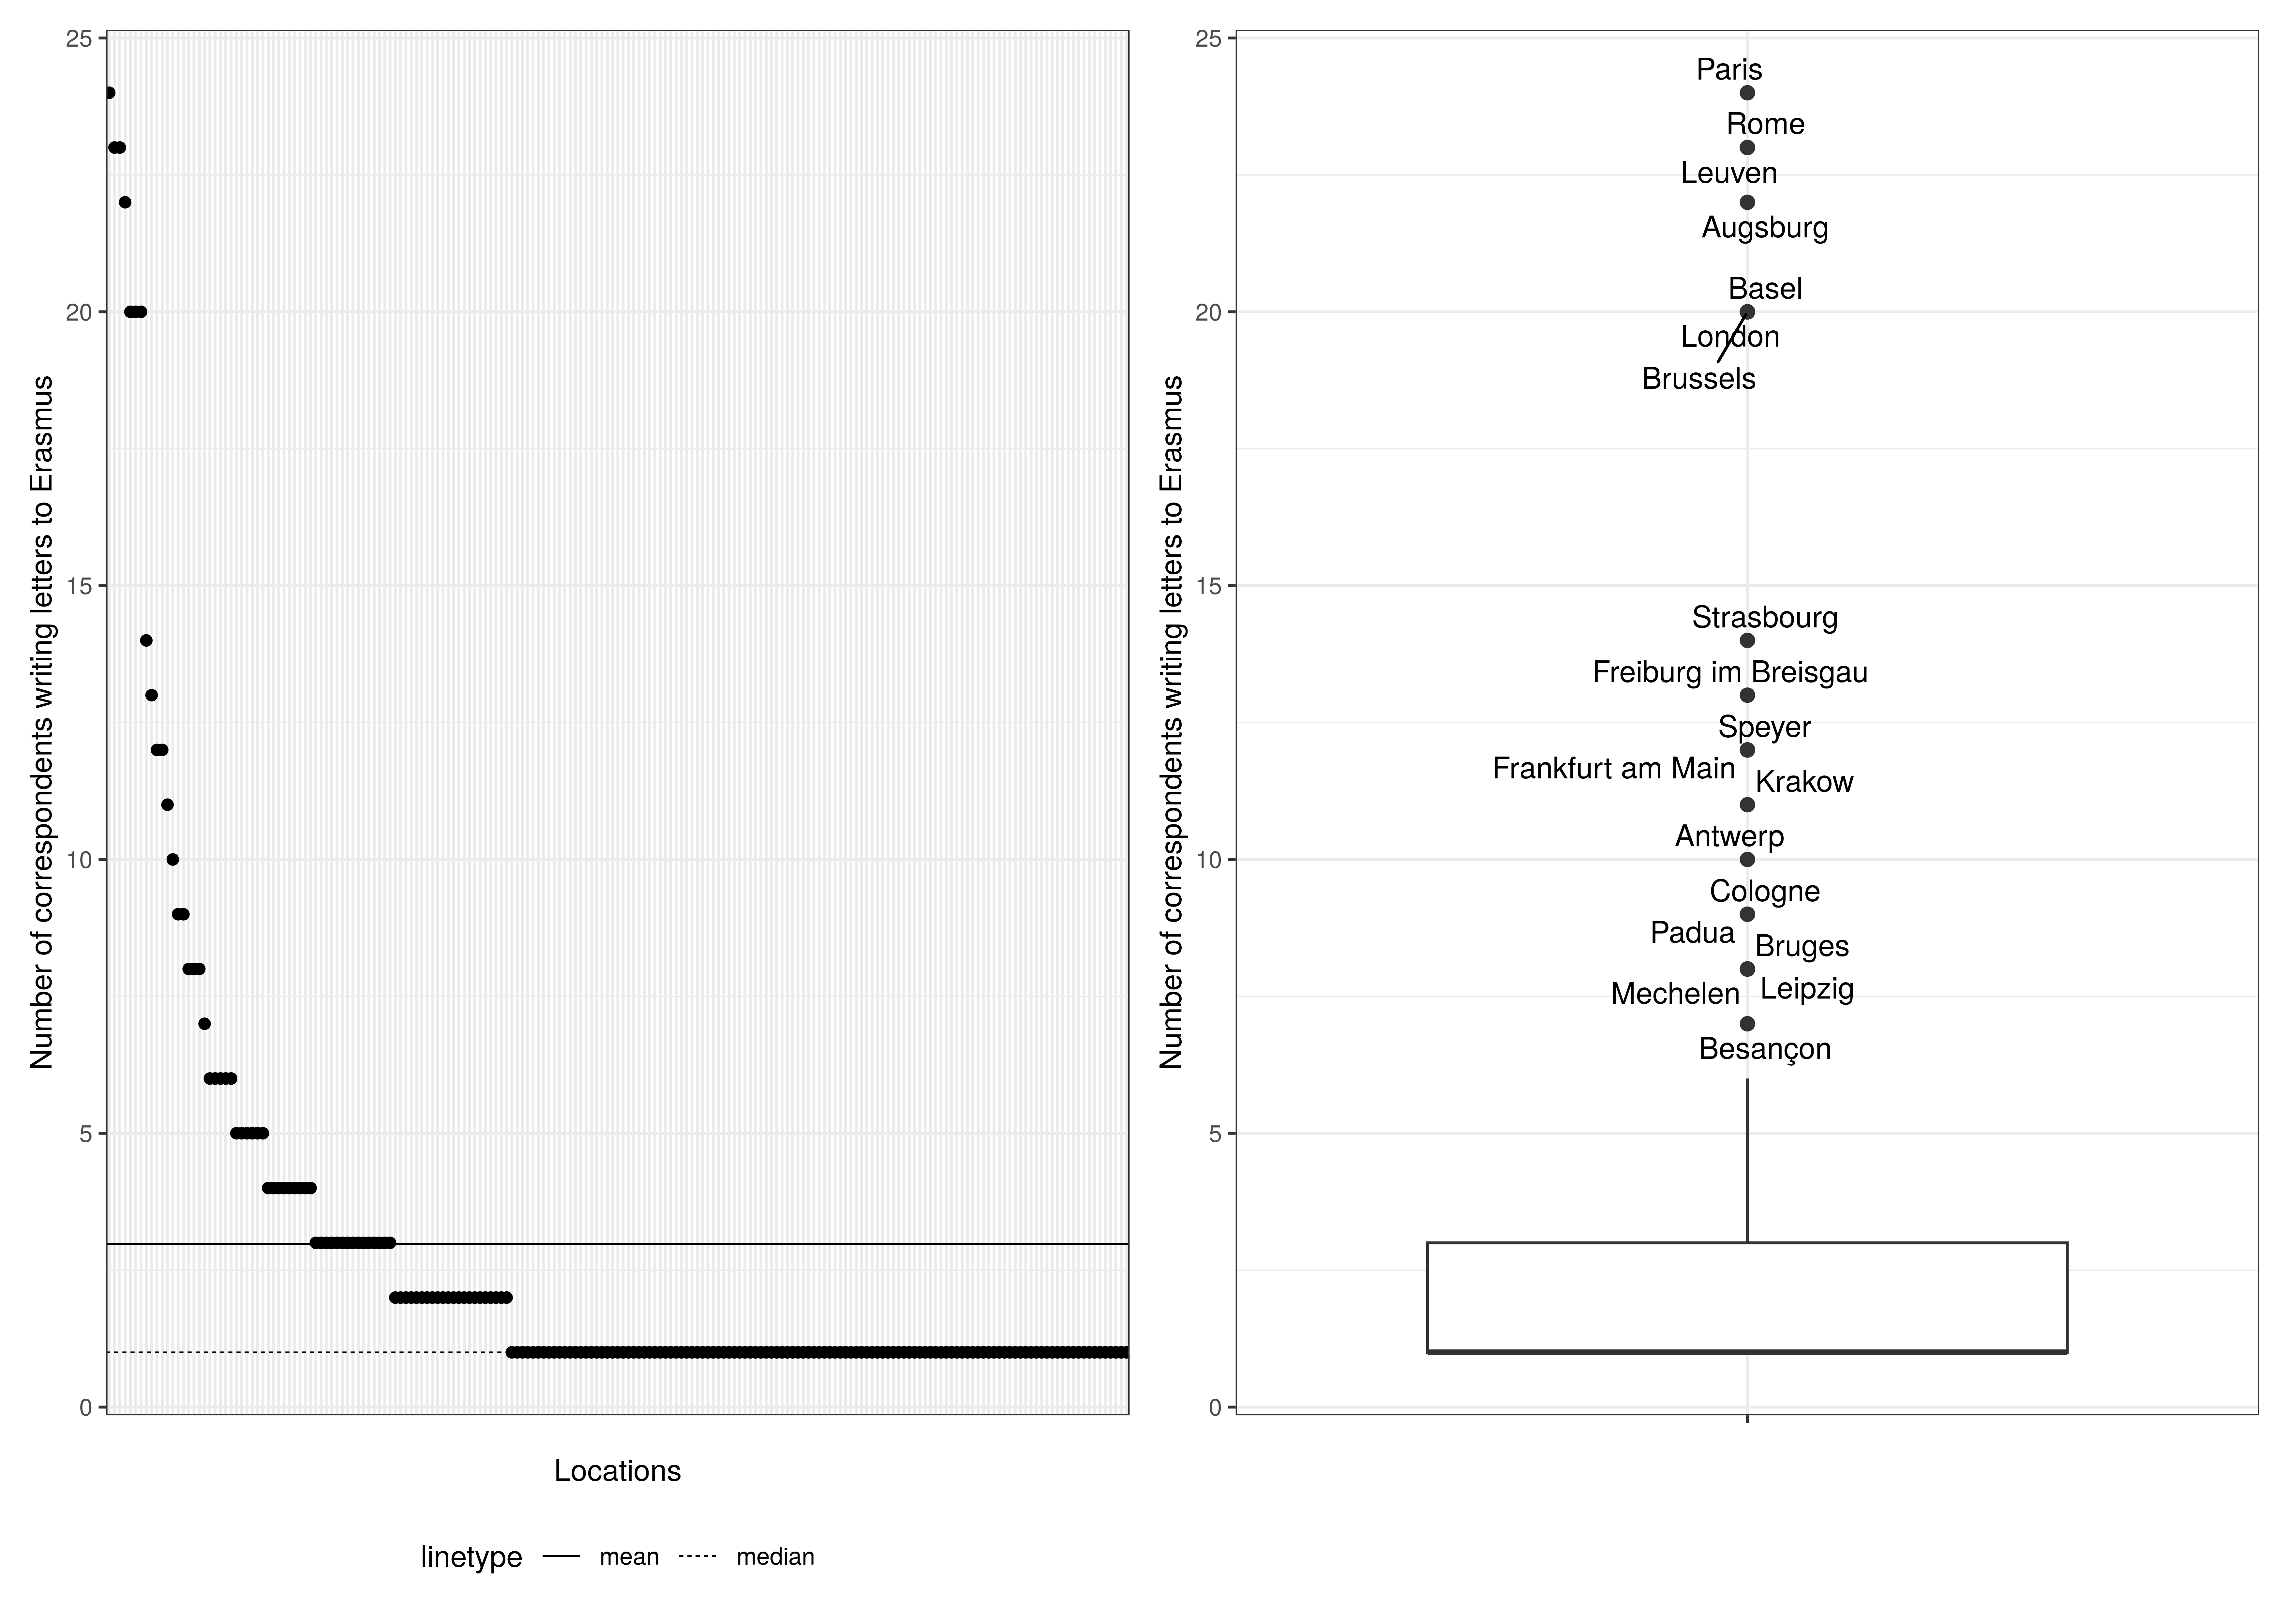 Number of correspondents writing letters to Erasmus
25
20
15
10
5
0
Locations
linetype mean median
Number of correspondents writing letters to Erasmus
25
20
15
10
5
0
Paris
Rome
Leuven
Augsburg
Basel
London
Brussels
Strasbourg
Freiburg im Breisgau
Speyer
Frankfurt am Main
Krakow
Antwerp
Cologne
Padua
Bruges
Mechelen
Leipzig
Besançon